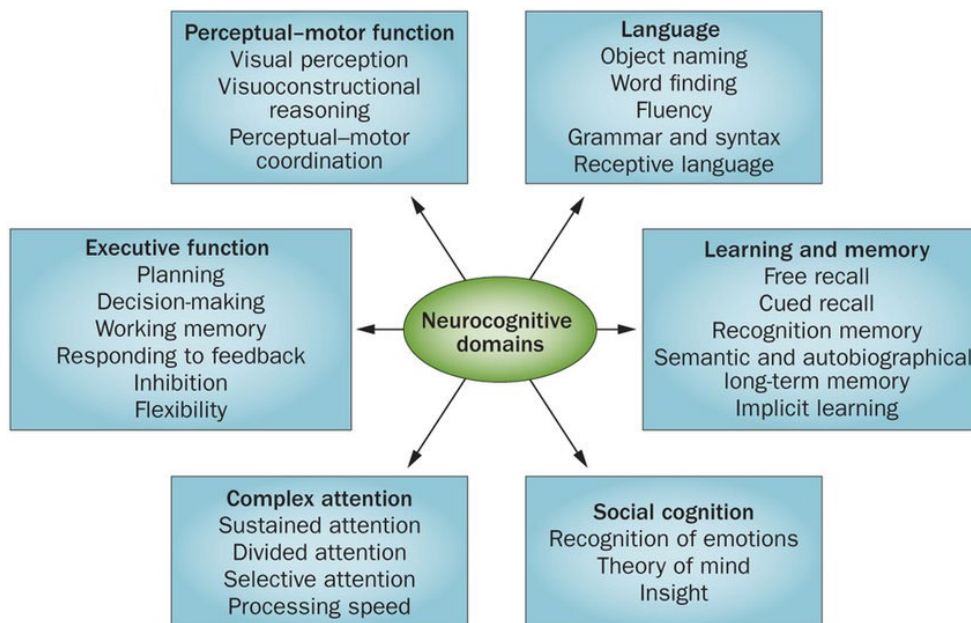 Perceptual–motor function
Visual perception
Visuoconstructional
reasoning
Perceptual–motor
coordination
Language
Object naming
Word finding
Fluency
Grammar and syntax
Receptive language
Executive function
Planning
Decision-making
Working memory
Responding to feedback
Inhibition
Flexibility
Neurocognitive
domains
Learning and memory
Free recall
Cued recall
Recognition memory
Semantic and autobiographical
long-term memory
Implicit learning
Complex attention
Sustained attention
Divided attention
Selective attention
Processing speed
Social cognition
Recognition of emotions
Theory of mind
Insight